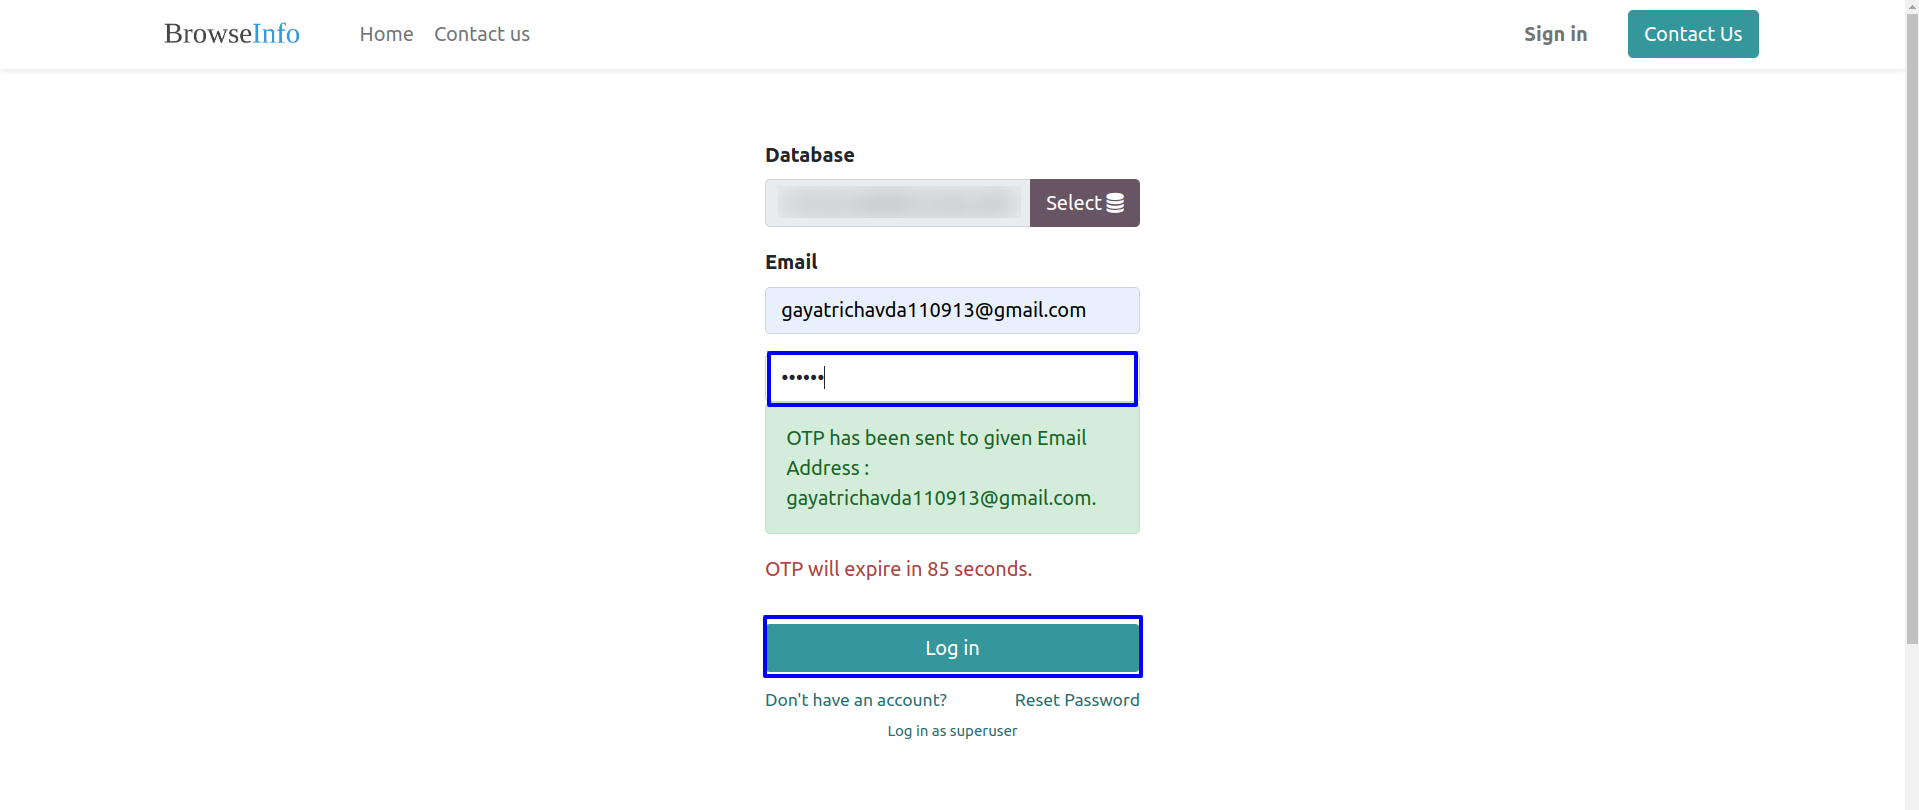 BrowseInfo Home Contact us Sign in Contact Us
Database
Select
Email
gayatrichavda110913@gmail.com
••••••
OTP has been sent to given Email
Address :
gayatrichavda110913@gmail.com.
OTP will expire in 85 seconds.
Log in
Don't have an account? Reset Password
Log in as superuser